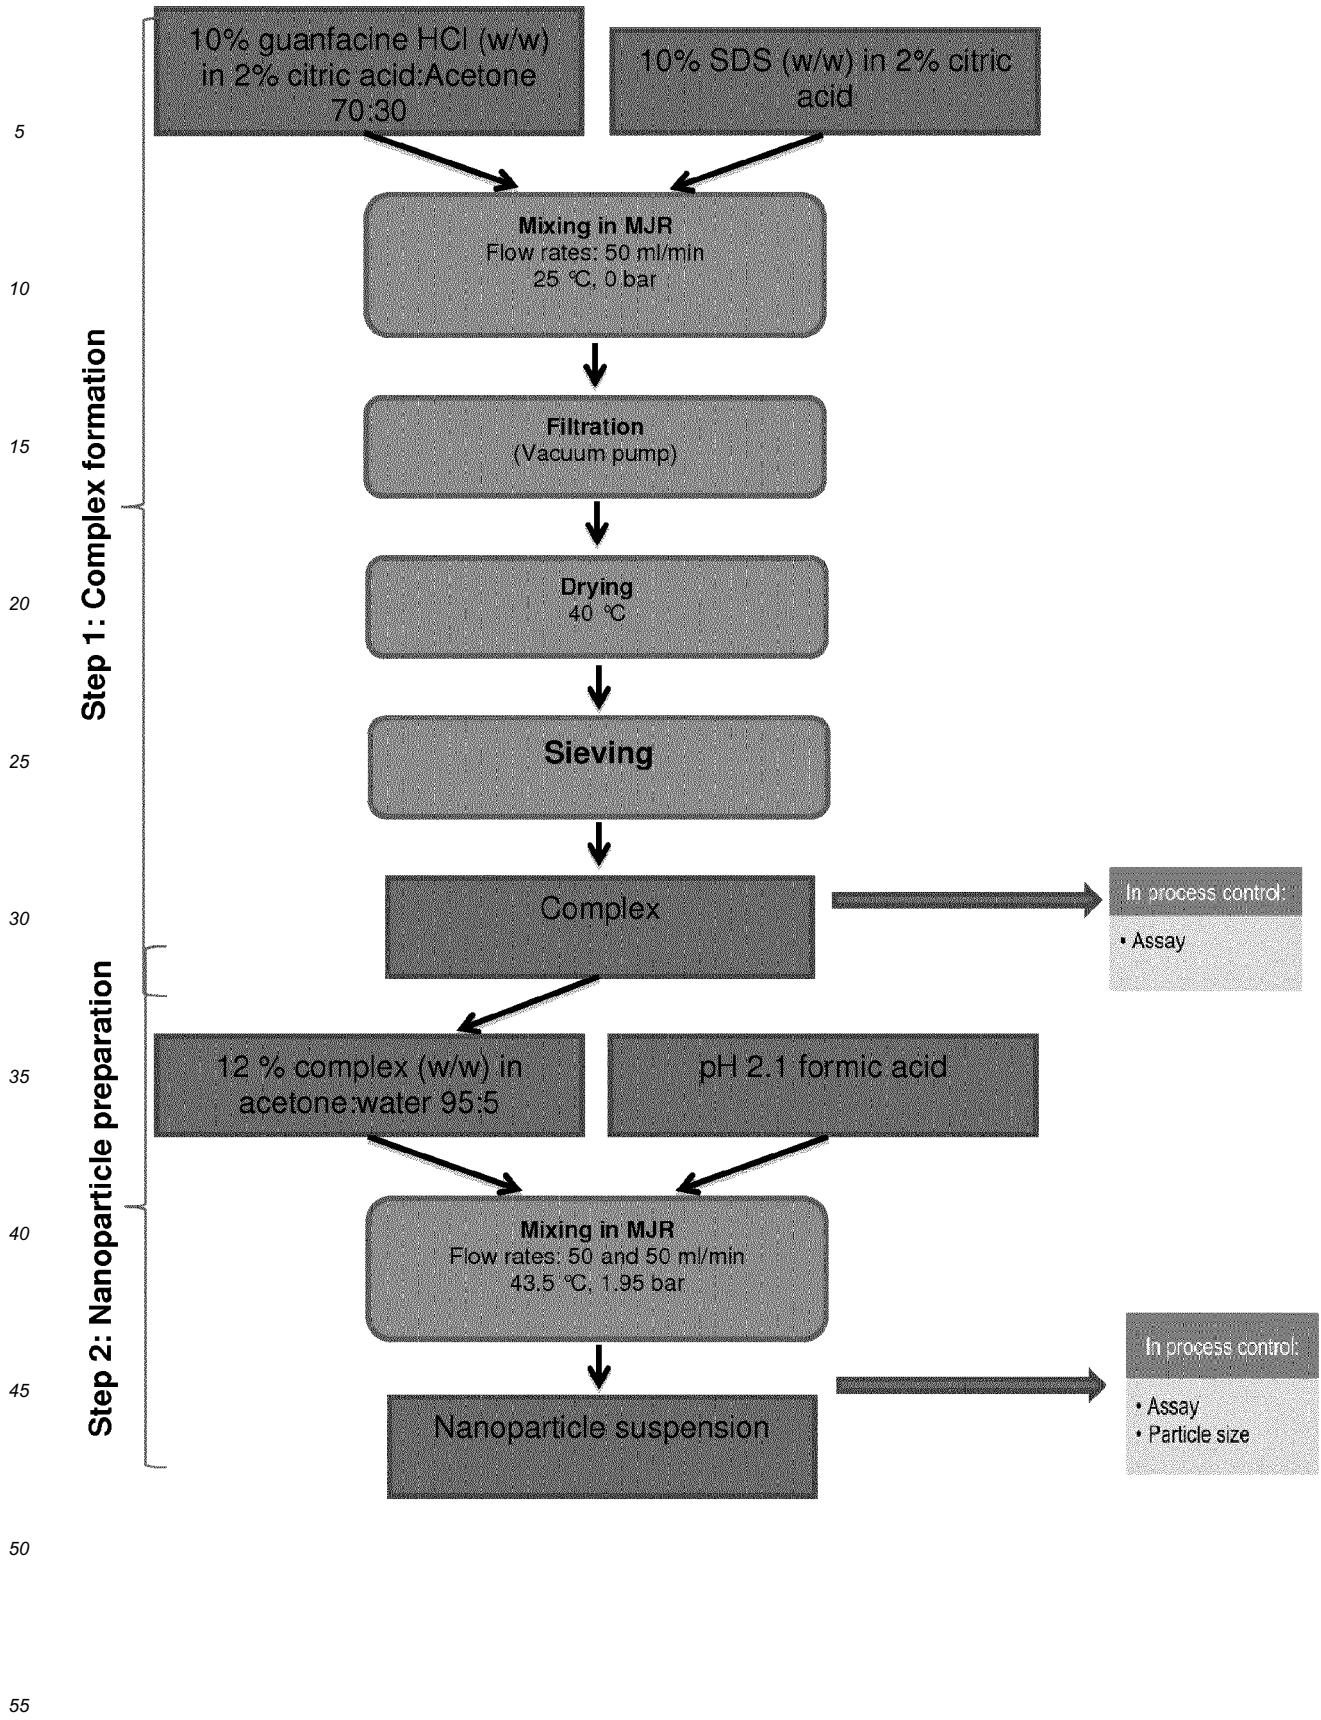 10% guanfacine HCl (w/w)
in 2% citric acid:Acetone
70:30
10% SDS (w/w) in 2% citric
acid
5
Mixing in MJR
Flow rates: 50 ml/min
25 °C, 0 bar
10
Step 1: Complex formation
Filtration
(Vacuum pump)
15
Drying
40 °C
20
Sieving
25
Complex
In process control:
• Assay
30
Step 2: Nanoparticle preparation
12 % complex (w/w) in
acetone:water 95:5
pH 2.1 formic acid
35
Mixing in MJR
Flow rates: 50 and 50 ml/min
43.5 °C, 1.95 bar
40
Nanoparticle suspension
In process control:
• Assay
• Particle size
45
50
55